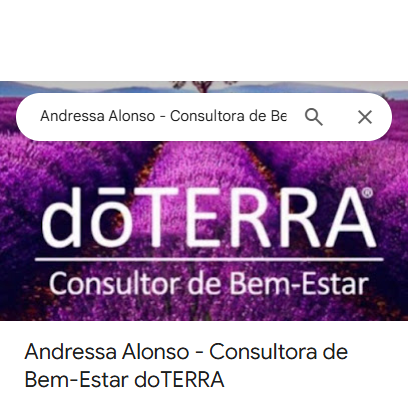 Andressa Alonso - Consultora de Be
dōTERRA®
Consultor de Bem-Estar
Andressa Alonso - Consultora de
Bem-Estar doTERRA